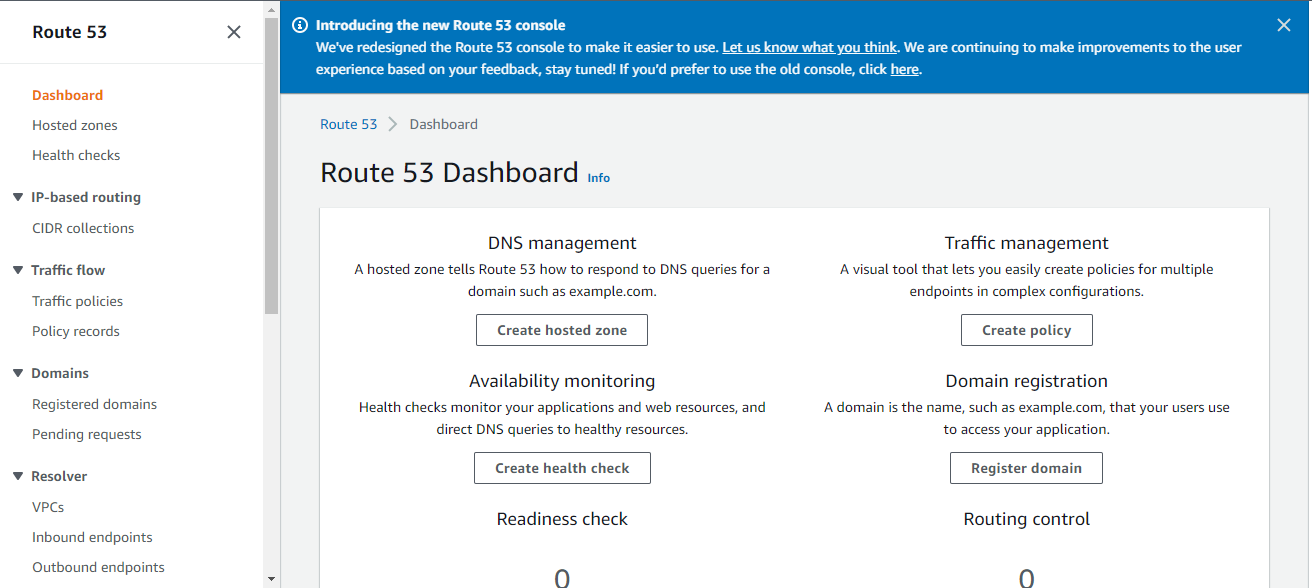 Route 53
Dashboard
Hosted zones
Health checks
IP-based routing
CIDR collections
Traffic flow
Traffic policies
Policy records
Domains
Registered domains
Pending requests
Resolver
VPCs
Inbound endpoints
Outbound endpoints
Introducing the new Route 53 console
We've redesigned the Route 53 console to make it easier to use. Let us know what you think. We are continuing to make improvements to the user
experience based on your feedback, stay tuned! If you'd prefer to use the old console, click here.
Route 53 > Dashboard
Route 53 Dashboard Info
DNS management
A hosted zone tells Route 53 how to respond to DNS queries for a
domain such as example.com.
Create hosted zone
Traffic management
A visual tool that lets you easily create policies for multiple
endpoints in complex configurations.
Create policy
Availability monitoring
Health checks monitor your applications and web resources, and
direct DNS queries to healthy resources.
Create health check
Domain registration
A domain is the name, such as example.com, that your users use
to access your application.
Register domain
Readiness check
0
Routing control
0